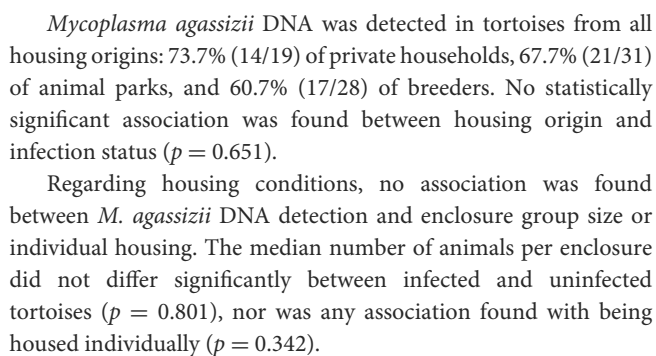 Mycoplasma agassizii DNA was detected in tortoises from all
housing origins: 73.7% (14/19) of private households, 67.7% (21/31)
of animal parks, and 60.7% (17/28) of breeders. No statistically
significant association was found between housing origin and
infection status (p = 0.651).
Regarding housing conditions, no association was found
between M. agassizii DNA detection and enclosure group size or
individual housing. The median number of animals per enclosure
did not differ significantly between infected and uninfected
tortoises (p = 0.801), nor was any association found with being
housed individually (p = 0.342).